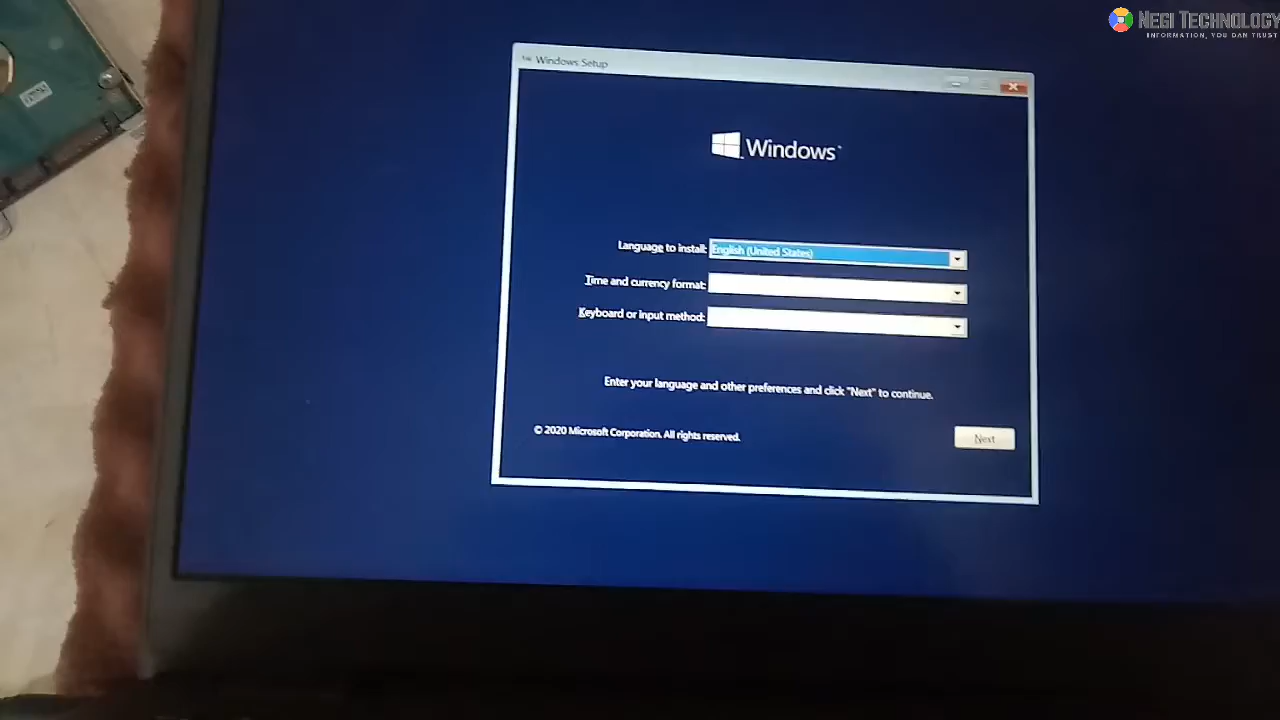 NEGI TECHNOLOGY
INFORMATION, YOU CAN TRUST
Windows Setup
Windows
Language to install: English (United States)
Time and currency format:
Keyboard or input method:
Enter your language and other preferences and click "Next" to continue.
© 2020 Microsoft Corporation. All rights reserved.
Next